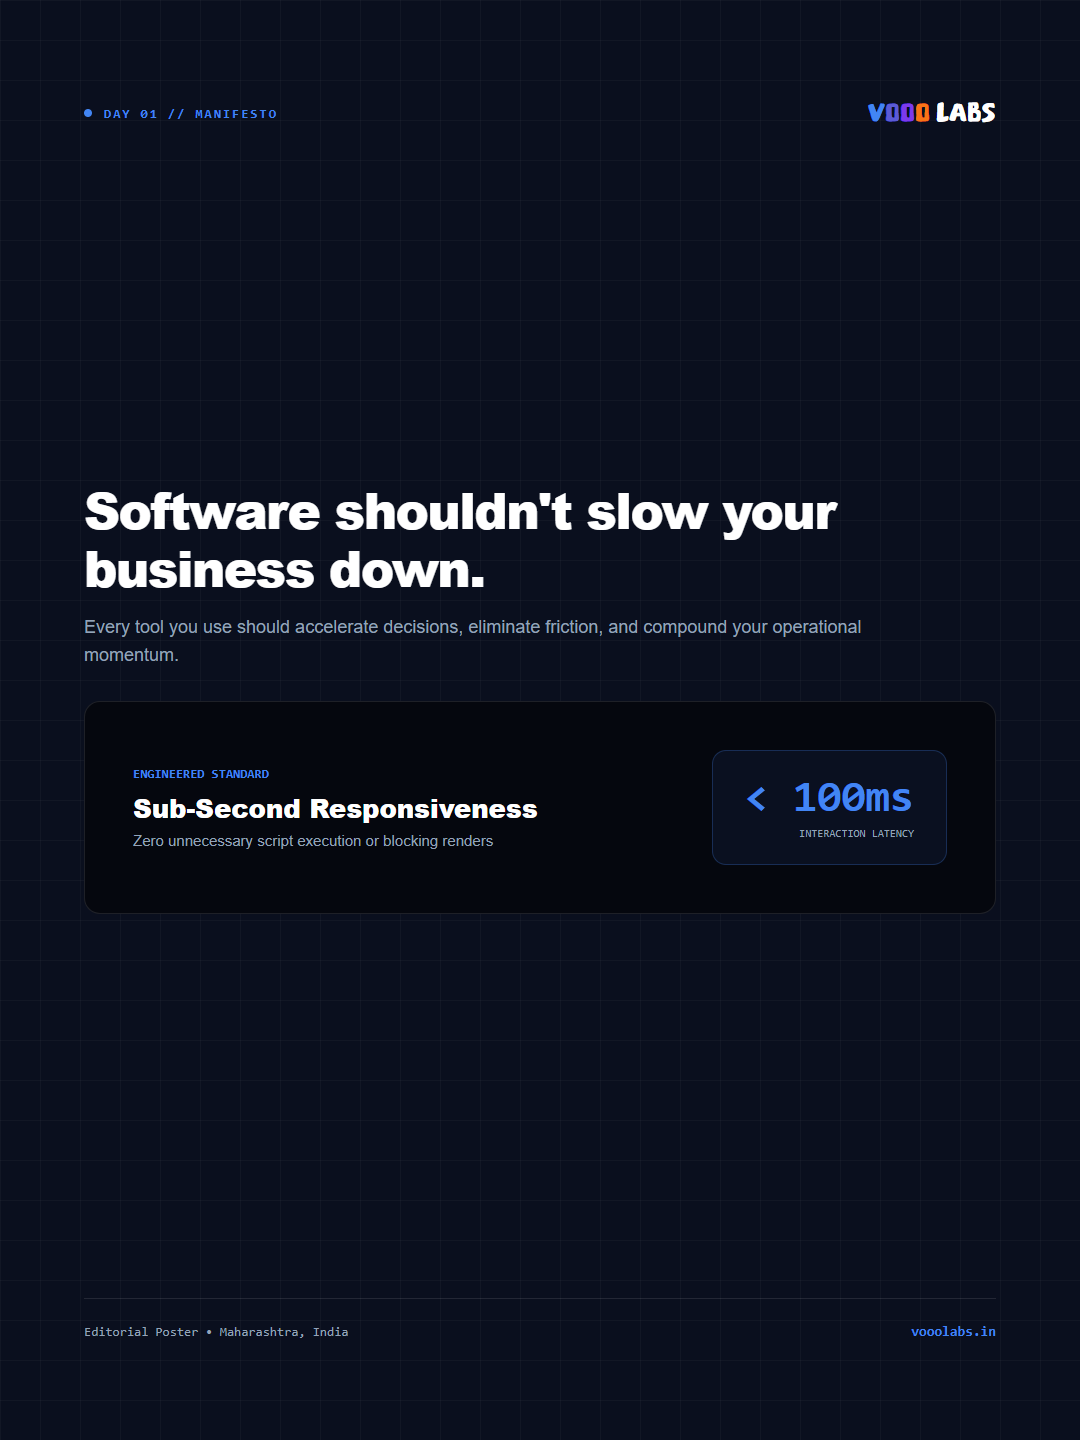 DAY 01 // MANIFESTO
VOOO LABS
Software shouldn't slow your
business down.
Every tool you use should accelerate decisions, eliminate friction, and compound your operational
momentum.
ENGINEERED STANDARD
Sub-Second Responsiveness
Zero unnecessary script execution or blocking renders
< 100ms
INTERACTION LATENCY
Editorial Poster • Maharashtra, India
vooolabs.in